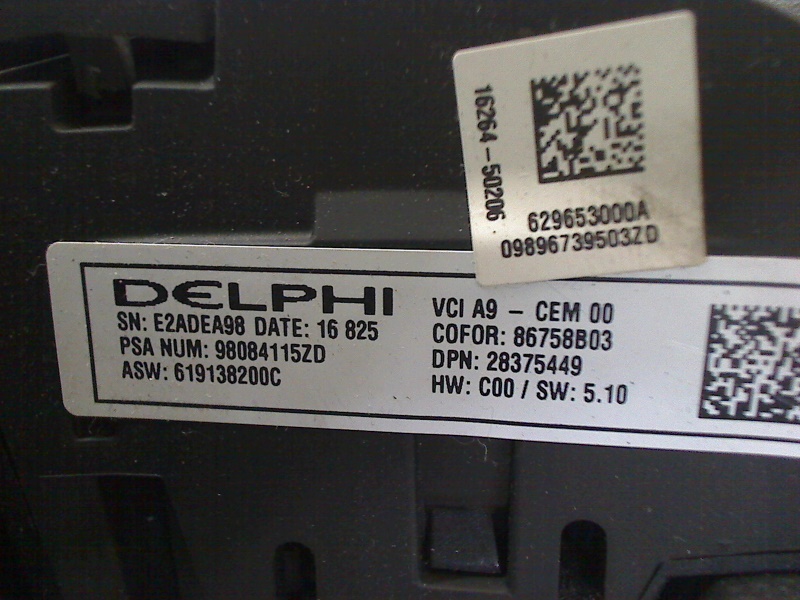 16264-50206
629653000A
09896739503ZD
DELPHI
SN: E2ADEA98 DATE: 16 825
PSA NUM: 98084115ZD
ASW: 619138200C
VCI A9 - CEM 00
COFOR: 86758B03
DPN: 28375449
HW: C00 / SW: 5.10